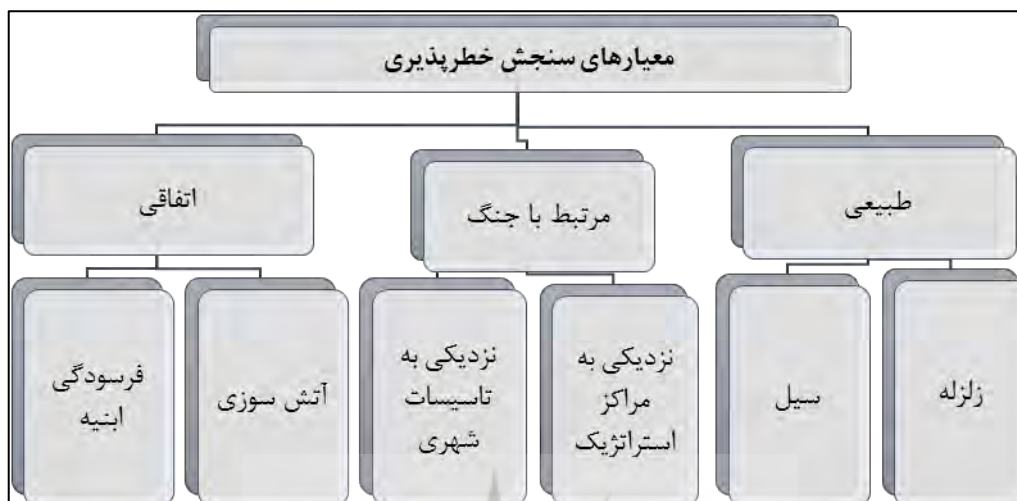 معیارهای سنجش خطرپذیری
طبیعی
مرتبط با جنگ
اتفاقی
زلزله
سیل
نزدیکی به
مراکز
استراتژیک
نزدیکی به
تاسیسات
شهری
آتش سوزی
فرسودگی
ابنیه